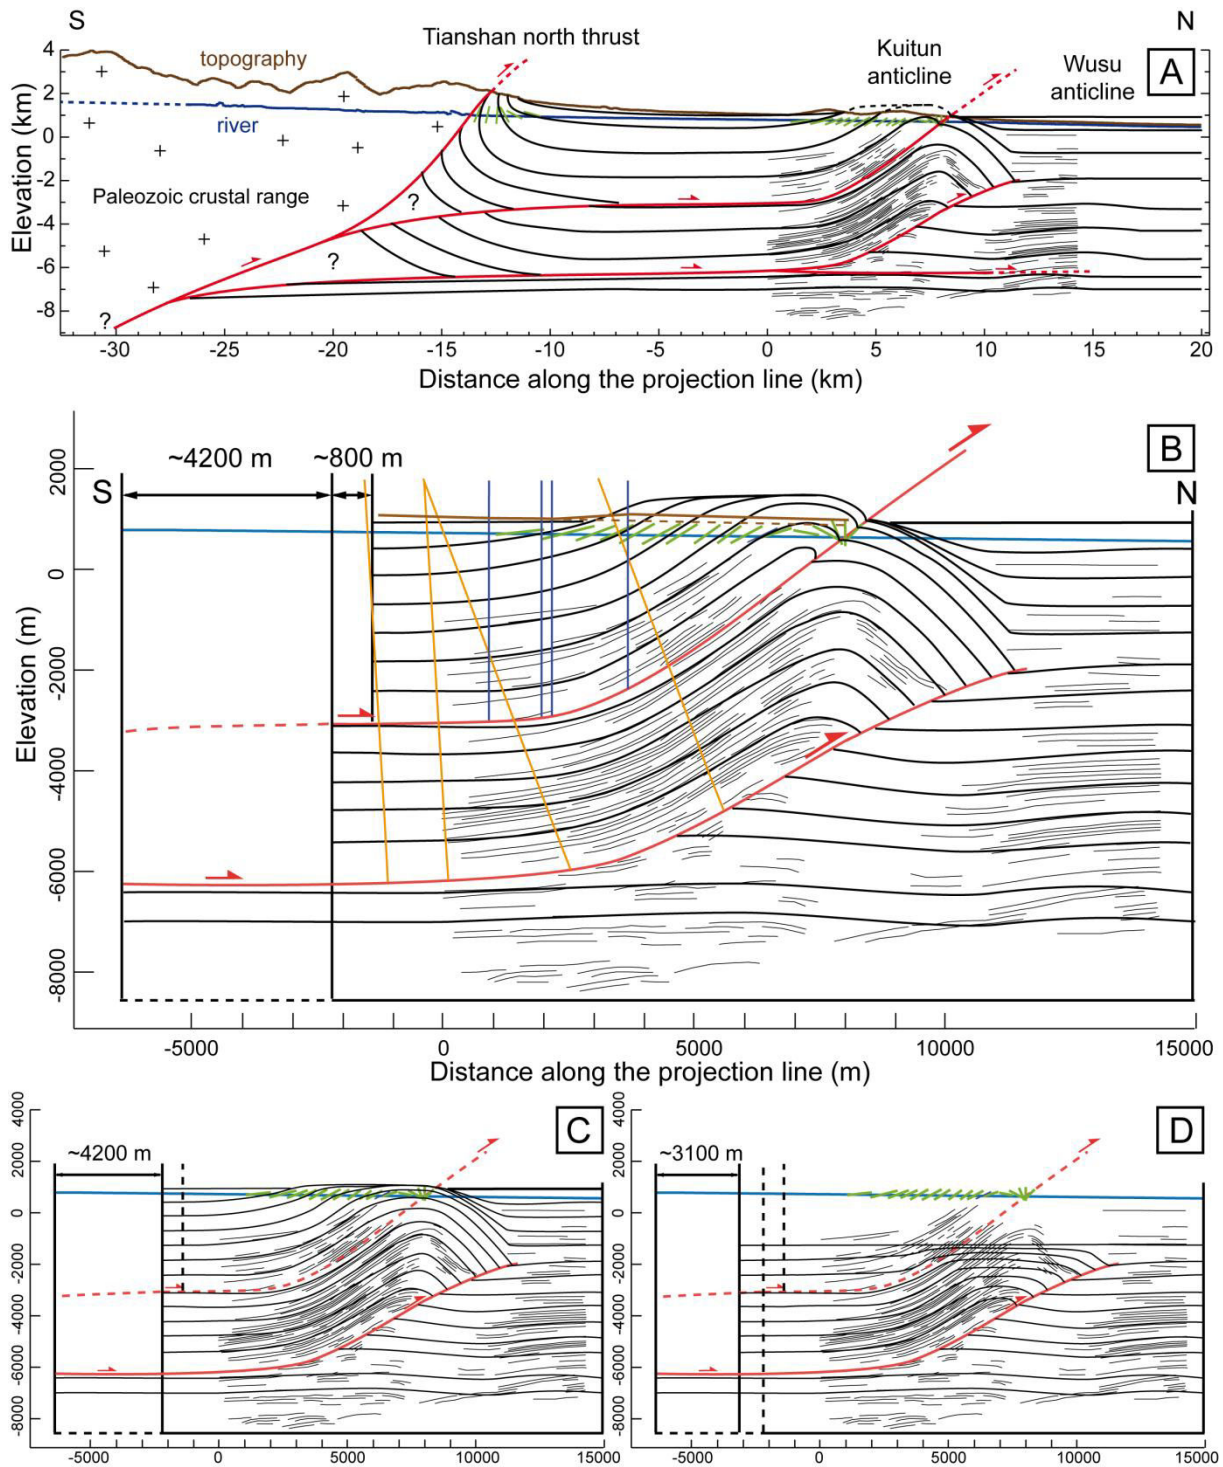 S
N
Tianshan north thrust
Kuitun
anticline
Wusu
anticline
A
topography
river
Paleozoic crustal range
?
?
?
Elevation (km)
4
2
0
-2
-4
-6
-8
-30 -25 -20 -15 -10 -5 0 5 10 15 20
Distance along the projection line (km)
B
~4200 m
~800 m
S
N
Elevation (m)
2000
0
-2000
-4000
-6000
-8000
-5000 0 5000 10000 15000
Distance along the projection line (m)
C
~4200 m
4000
2000
0
-2000
-4000
-6000
-8000
-5000 0 5000 10000 15000
D
~3100 m
4000
2000
0
-2000
-4000
-6000
-8000
-5000 0 5000 10000 15000